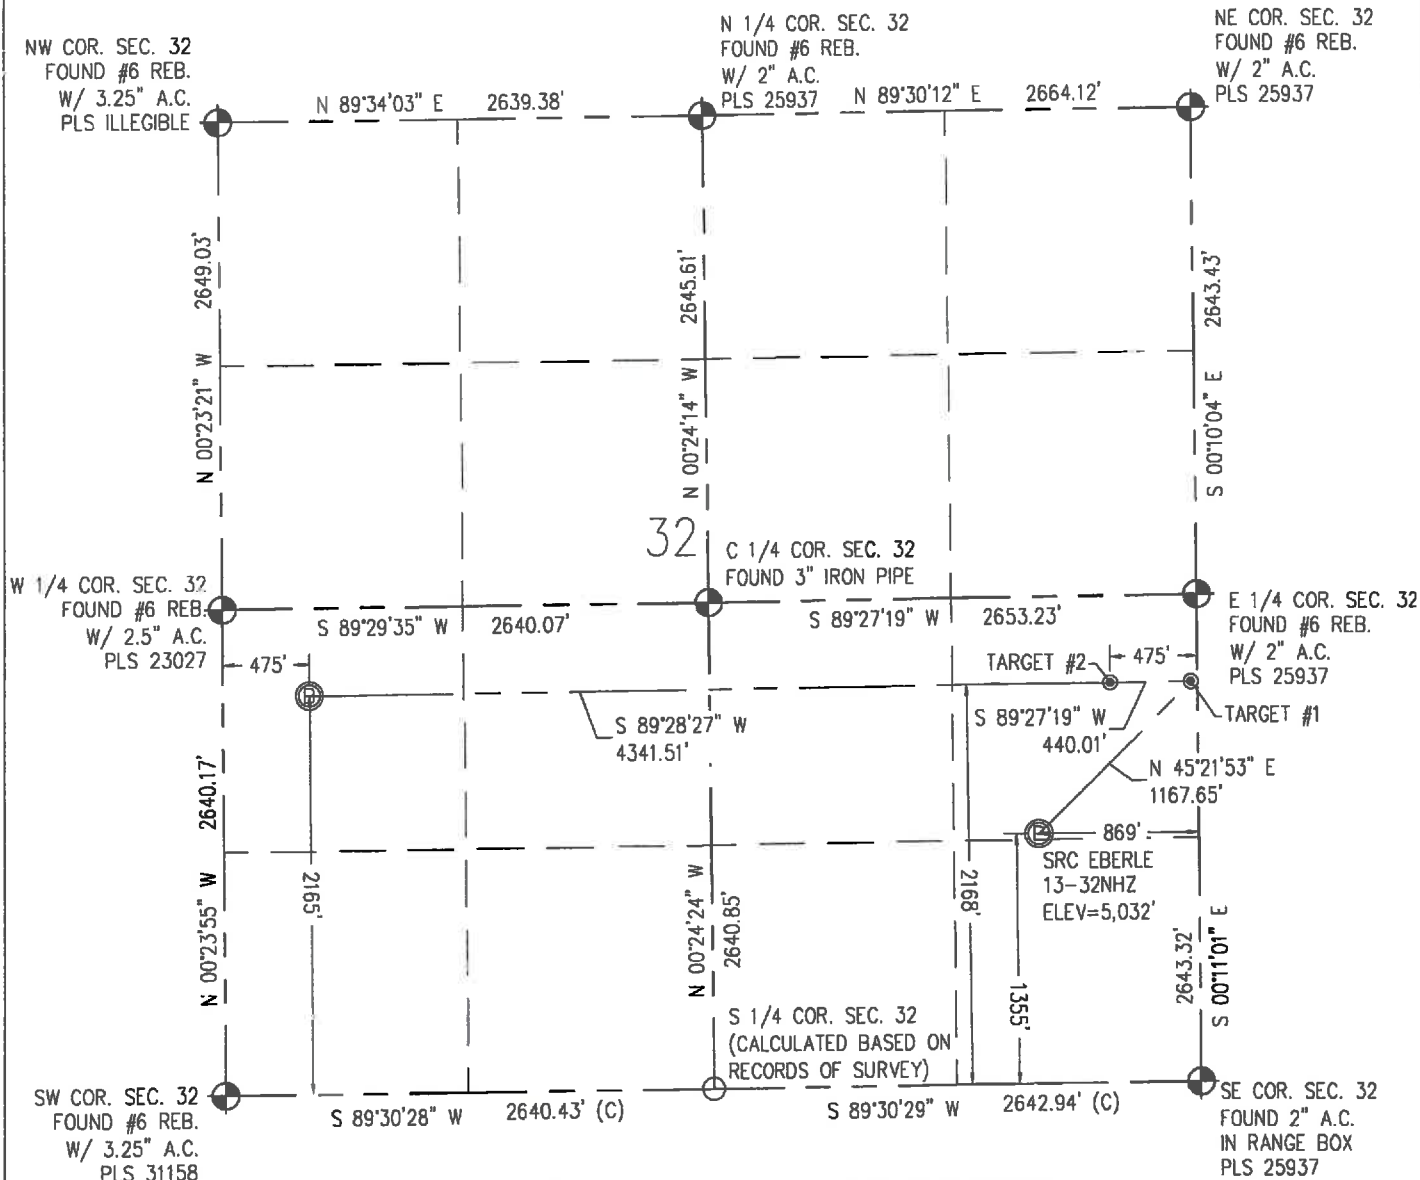 NW COR. SEC. 32
FOUND #6 REB.
W/ 3.25" A.C.
PLS ILLEGIBLE
N 1/4 COR. SEC. 32
FOUND #6 REB.
W/ 2" A.C.
PLS 25937
NE COR. SEC. 32
FOUND #6 REB.
W/ 2" A.C.
PLS 25937
N 89°34'03" E 2639.38'
N 89°30'12" E 2664.12'
N 00°23'21" W 2649.03'
N 00°24'14" W 2645.61'
S 00°10'04" E 2643.43'
32
C 1/4 COR. SEC. 32
FOUND 3" IRON PIPE
W 1/4 COR. SEC. 32
FOUND #6 REB.
W/ 2.5" A.C.
PLS 23027
S 89°29'35" W 2640.07'
S 89°27'19" W 2653.23'
E 1/4 COR. SEC. 32
FOUND #6 REB.
W/ 2" A.C.
PLS 25937
475'
TARGET #2
475'
TARGET #1
S 89°28'27" W
4341.51'
S 89°27'19" W
440.01'
N 45°21'53" E
1167.65'
869'
SRC EBERLE
13-32NHZ
ELEV=5,032'
N 00°23'55" W 2640.17'
2165'
N 00°24'24" W
2640.85'
2168'
1355'
2643.32'
S 00°11'01" E
S 1/4 COR. SEC. 32
(CALCULATED BASED ON
RECORDS OF SURVEY)
SW COR. SEC. 32
FOUND #6 REB.
W/ 3.25" A.C.
PLS 31158
S 89°30'28" W 2640.43' (C)
S 89°30'29" W 2642.94' (C)
SE COR. SEC. 32
FOUND 2" A.C.
IN RANGE BOX
PLS 25937